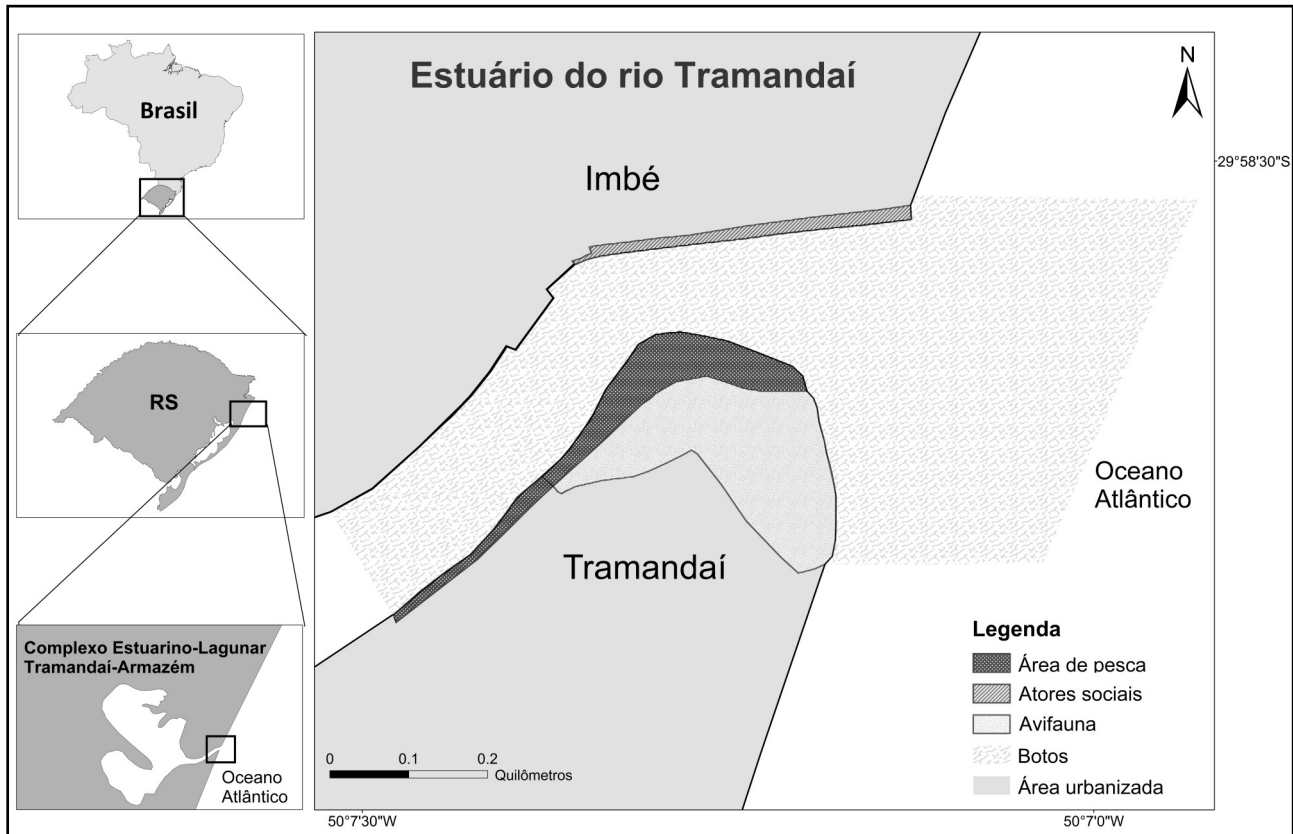 Brasil
RS
Complexo Estuarino-Lagunar
Tramandaí-Armazém
Oceano
Atlântico
Estuário do rio Tramandaí
N
Imbé
29°58'30"S
Oceano
Atlântico
Tramandaí
Legenda
Área de pesca
Atores sociais
Avifauna
Botos
Área urbanizada
0 0.1 0.2
Quilômetros
50°7'30"W 50°7'0"W